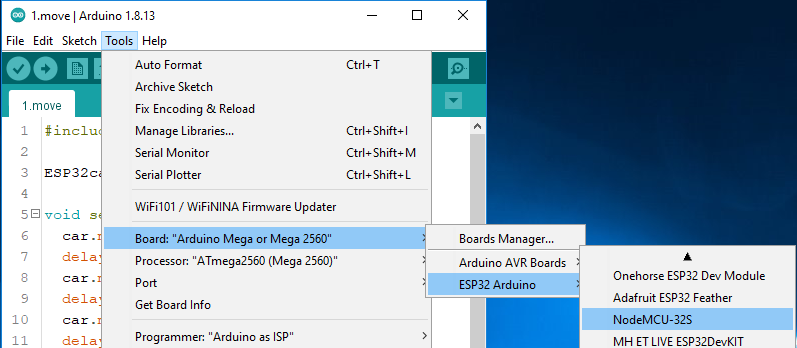 1.move | Arduino 1.8.13
File Edit Sketch Tools Help
Auto Format Ctrl+T
Archive Sketch
Fix Encoding & Reload
Manage Libraries... Ctrl+Shift+I
Serial Monitor Ctrl+Shift+M
Serial Plotter Ctrl+Shift+L
WiFi101 / WiFiNINA Firmware Updater
Board: "Arduino Mega or Mega 2560"
Processor: "ATmega2560 (Mega 2560)"
Port
Get Board Info
Programmer: "Arduino as ISP"
Boards Manager...
Arduino AVR Boards
ESP32 Arduino
Onehorse ESP32 Dev Module
Adafruit ESP32 Feather
NodeMCU-32S
MH ET LIVE ESP32DevKIT
1.move
1 #include
2
3 ESP32ca
4
5 void se
6 car.m
7 delay
8 car.m
9 delay
10 car.m
11 delay